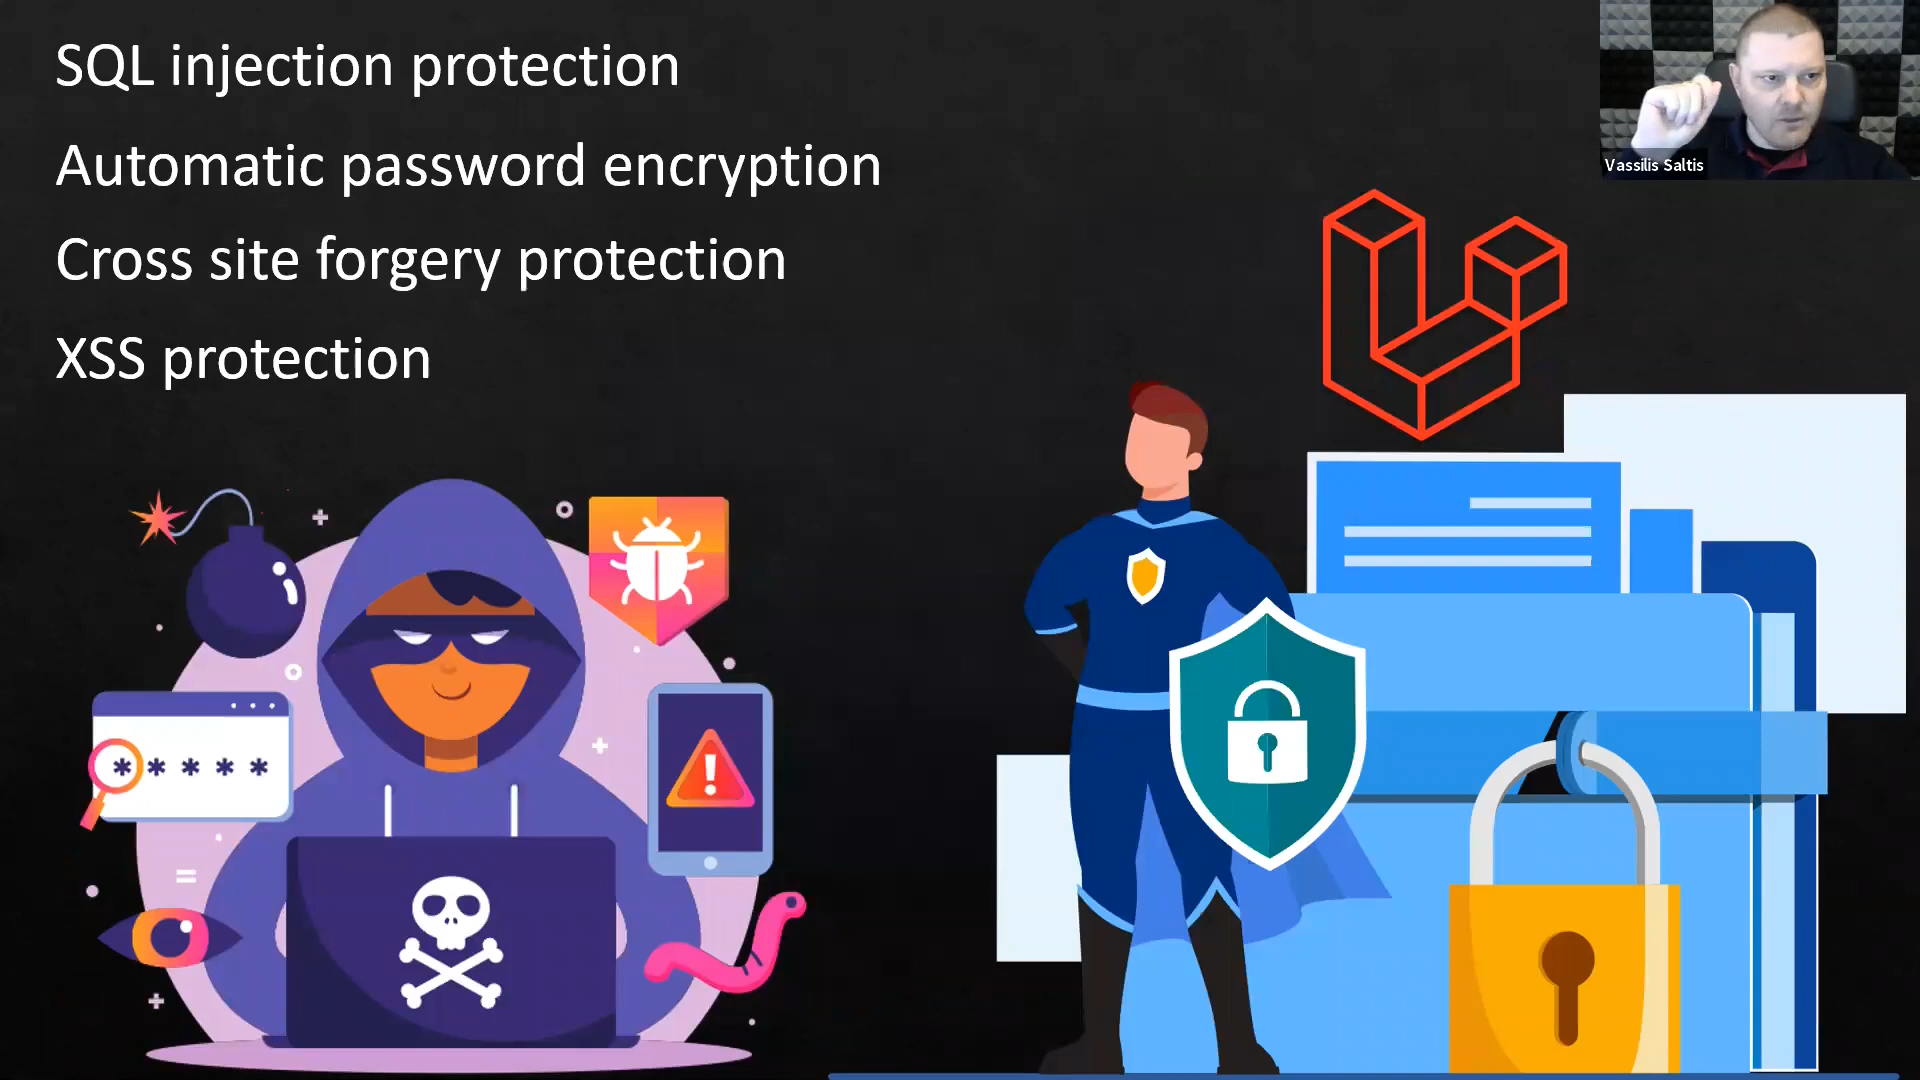 SQL injection protection
Automatic password encryption
Cross site forgery protection
XSS protection
Vassilis Saltis
*****
!